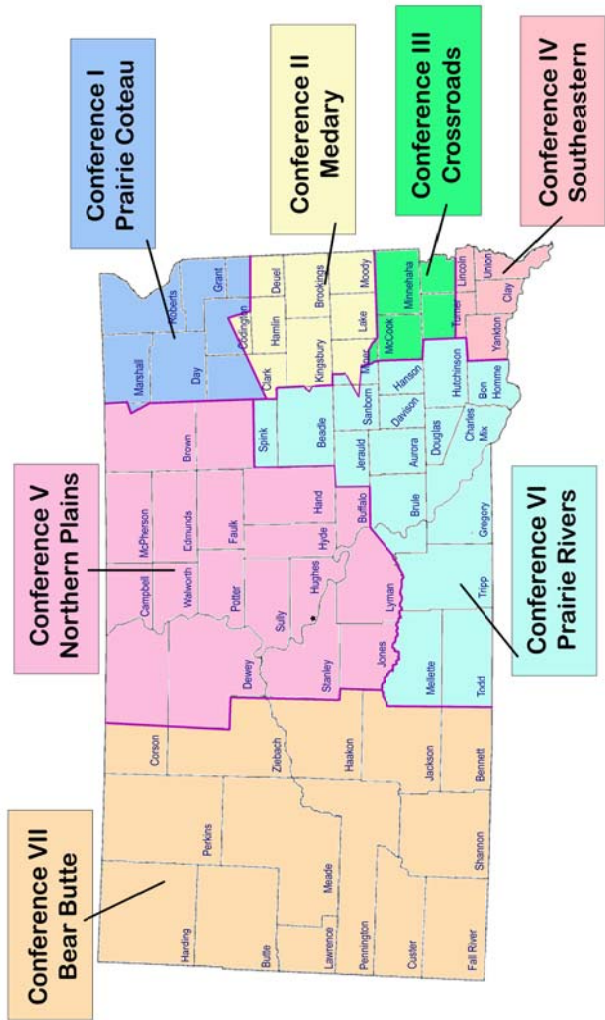 Conference VII
Bear Butte
Conference V
Northern Plains
Conference I
Prairie Coteau
Conference II
Medary
Conference III
Crossroads
Conference IV
Southeastern
Conference VI
Prairie Rivers
Harding
Perkins
Corson
Campbell
McPherson
Brown
Marshall
Roberts
Walworth
Edmunds
Day
Butte
Dewey
Potter
Faulk
Grant
Ziebach
Meade
Sully
Spink
Codington
Clark
Hamlin
Deuel
Lawrence
Stanley
Hughes
Hyde
Hand
Beadle
Kingsbury
Brookings
Haakon
Pennington
Jones
Lyman
Buffalo
Jerauld
Sanborn
Miner
Lake
Moody
Custer
Jackson
Mellette
Brule
Aurora
Davison
Hanson
McCook
Minnehaha
Fall River
Shannon
Bennett
Todd
Tripp
Gregory
Charles
Mix
Douglas
Hutchinson
Turner
Lincoln
Bon
Homme
Yankton
Clay
Union